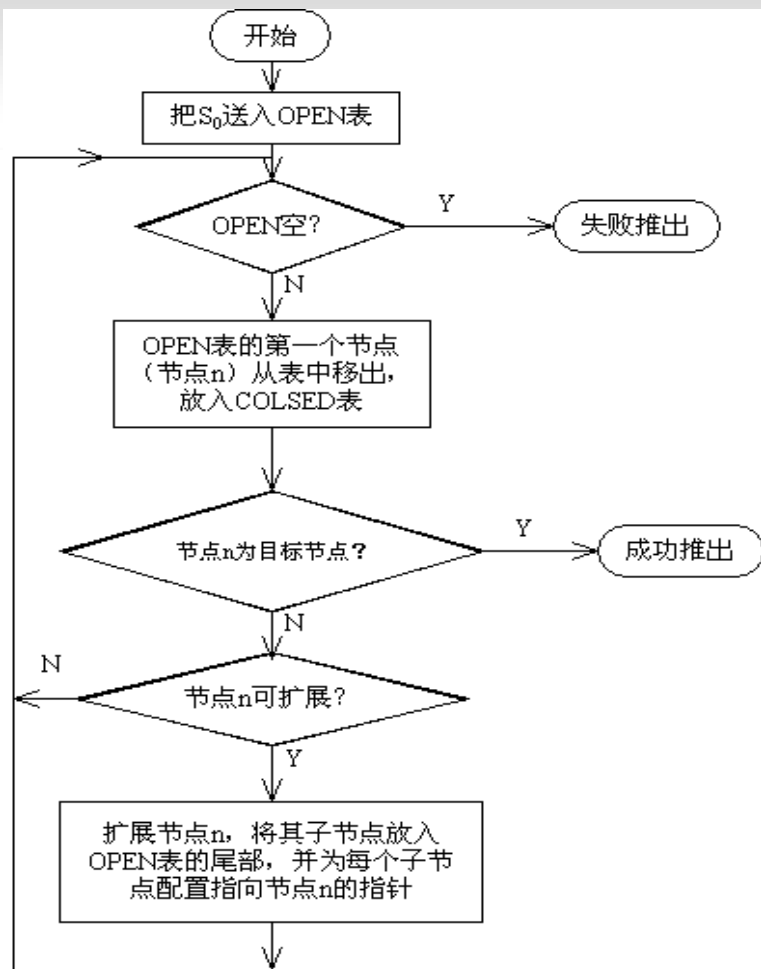 开始
把S₀送入OPEN表
OPEN空?
Y
失败推出
N
OPEN表的第一个节点
（节点n）从表中移出，
放入COLSED表
节点n为目标节点？
Y
成功推出
N
N
节点n可扩展?
Y
扩展节点n，将其子节点放入
OPEN表的尾部，并为每个子节
点配置指向节点n的指针